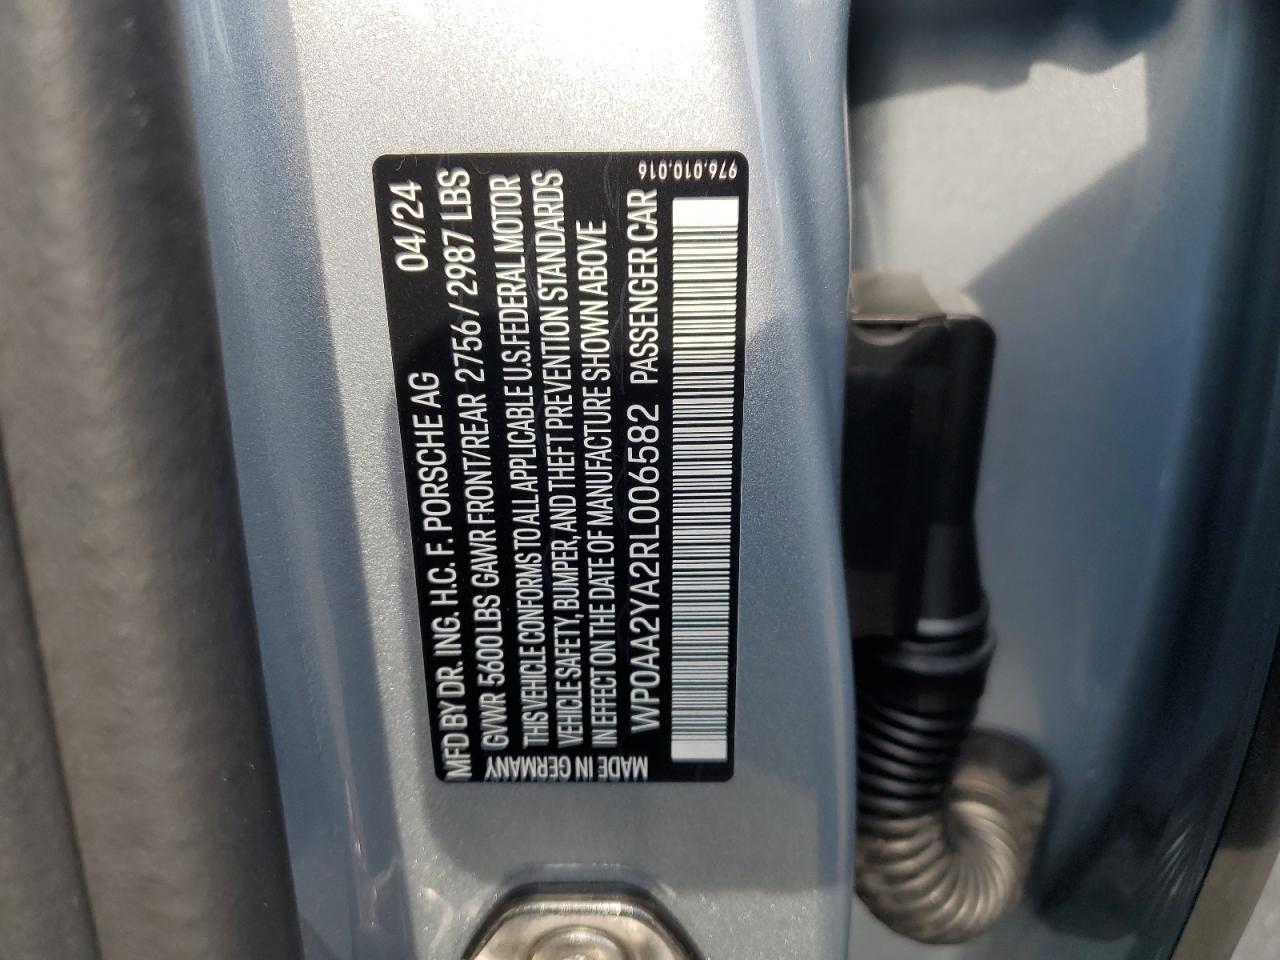 MFD BY DR. ING. H.C. F. PORSCHE AG 04/24
GVWR 5600 LBS GAWR FRONT/REAR 2756 / 2987 LBS
THIS VEHICLE CONFORMS TO ALL APPLICABLE U.S.FEDERAL MOTOR
VEHICLE SAFETY, BUMPER, AND THEFT PREVENTION STANDARDS
IN EFFECT ON THE DATE OF MANUFACTURE SHOWN ABOVE
WP0AA2YA2RL006582 PASSENGER CAR
MADE IN GERMANY
976.010.016